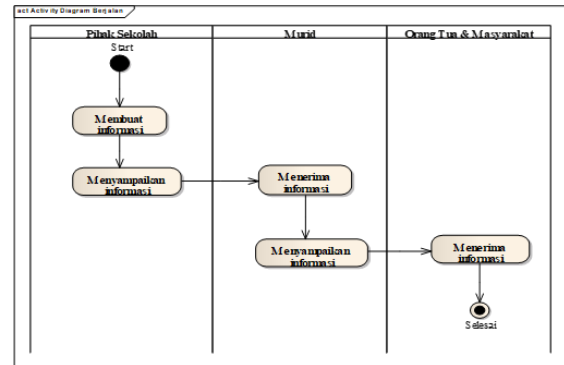 act Activity Diagram Berjalan
Pihak Sekolah
Murid
Orang Tua & Masyarakat
Start
Membuat
informasi
Menyampaikan
informasi
Menerima
informasi
Menyampaikan
informasi
Menerima
informasi
Selesai